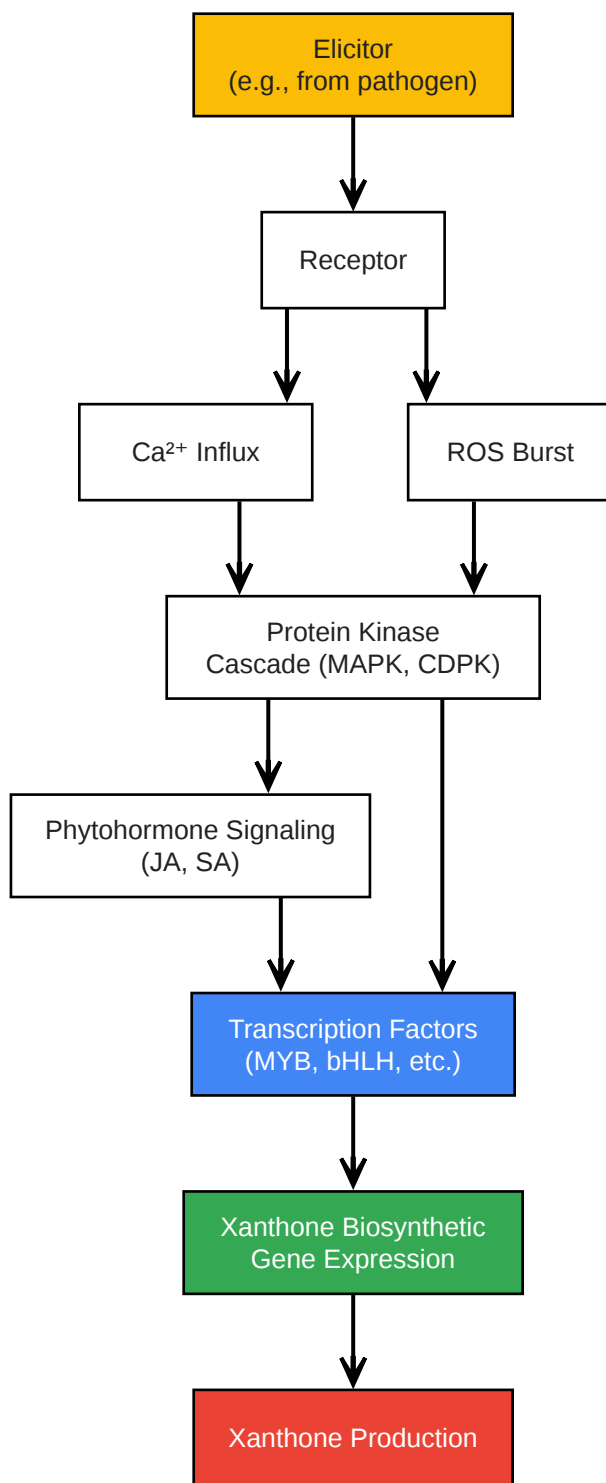 Elicitor
(e.g., from pathogen)
Receptor
Ca²⁺ Influx
ROS Burst
Protein Kinase
Cascade (MAPK, CDPK)
Phytohormone Signaling
(JA, SA)
Transcription Factors
(MYB, bHLH, etc.)
Xanthone Biosynthetic
Gene Expression
Xanthone Production